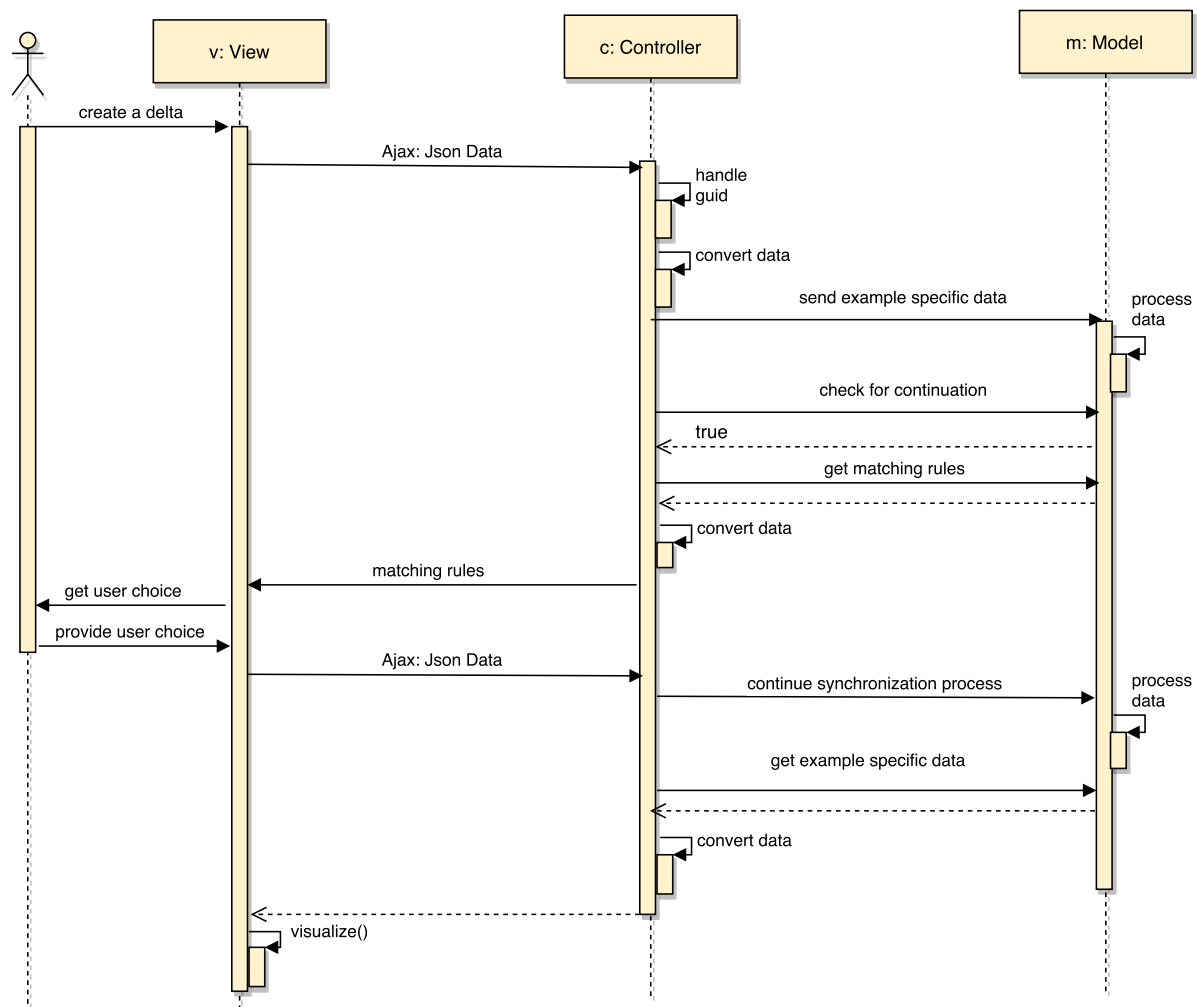 v: View
c: Controller
m: Model
create a delta
Ajax: Json Data
handle
guid
convert data
send example specific data
process
data
check for continuation
true
get matching rules
convert data
matching rules
get user choice
provide user choice
Ajax: Json Data
continue synchronization process
process
data
get example specific data
convert data
visualize()